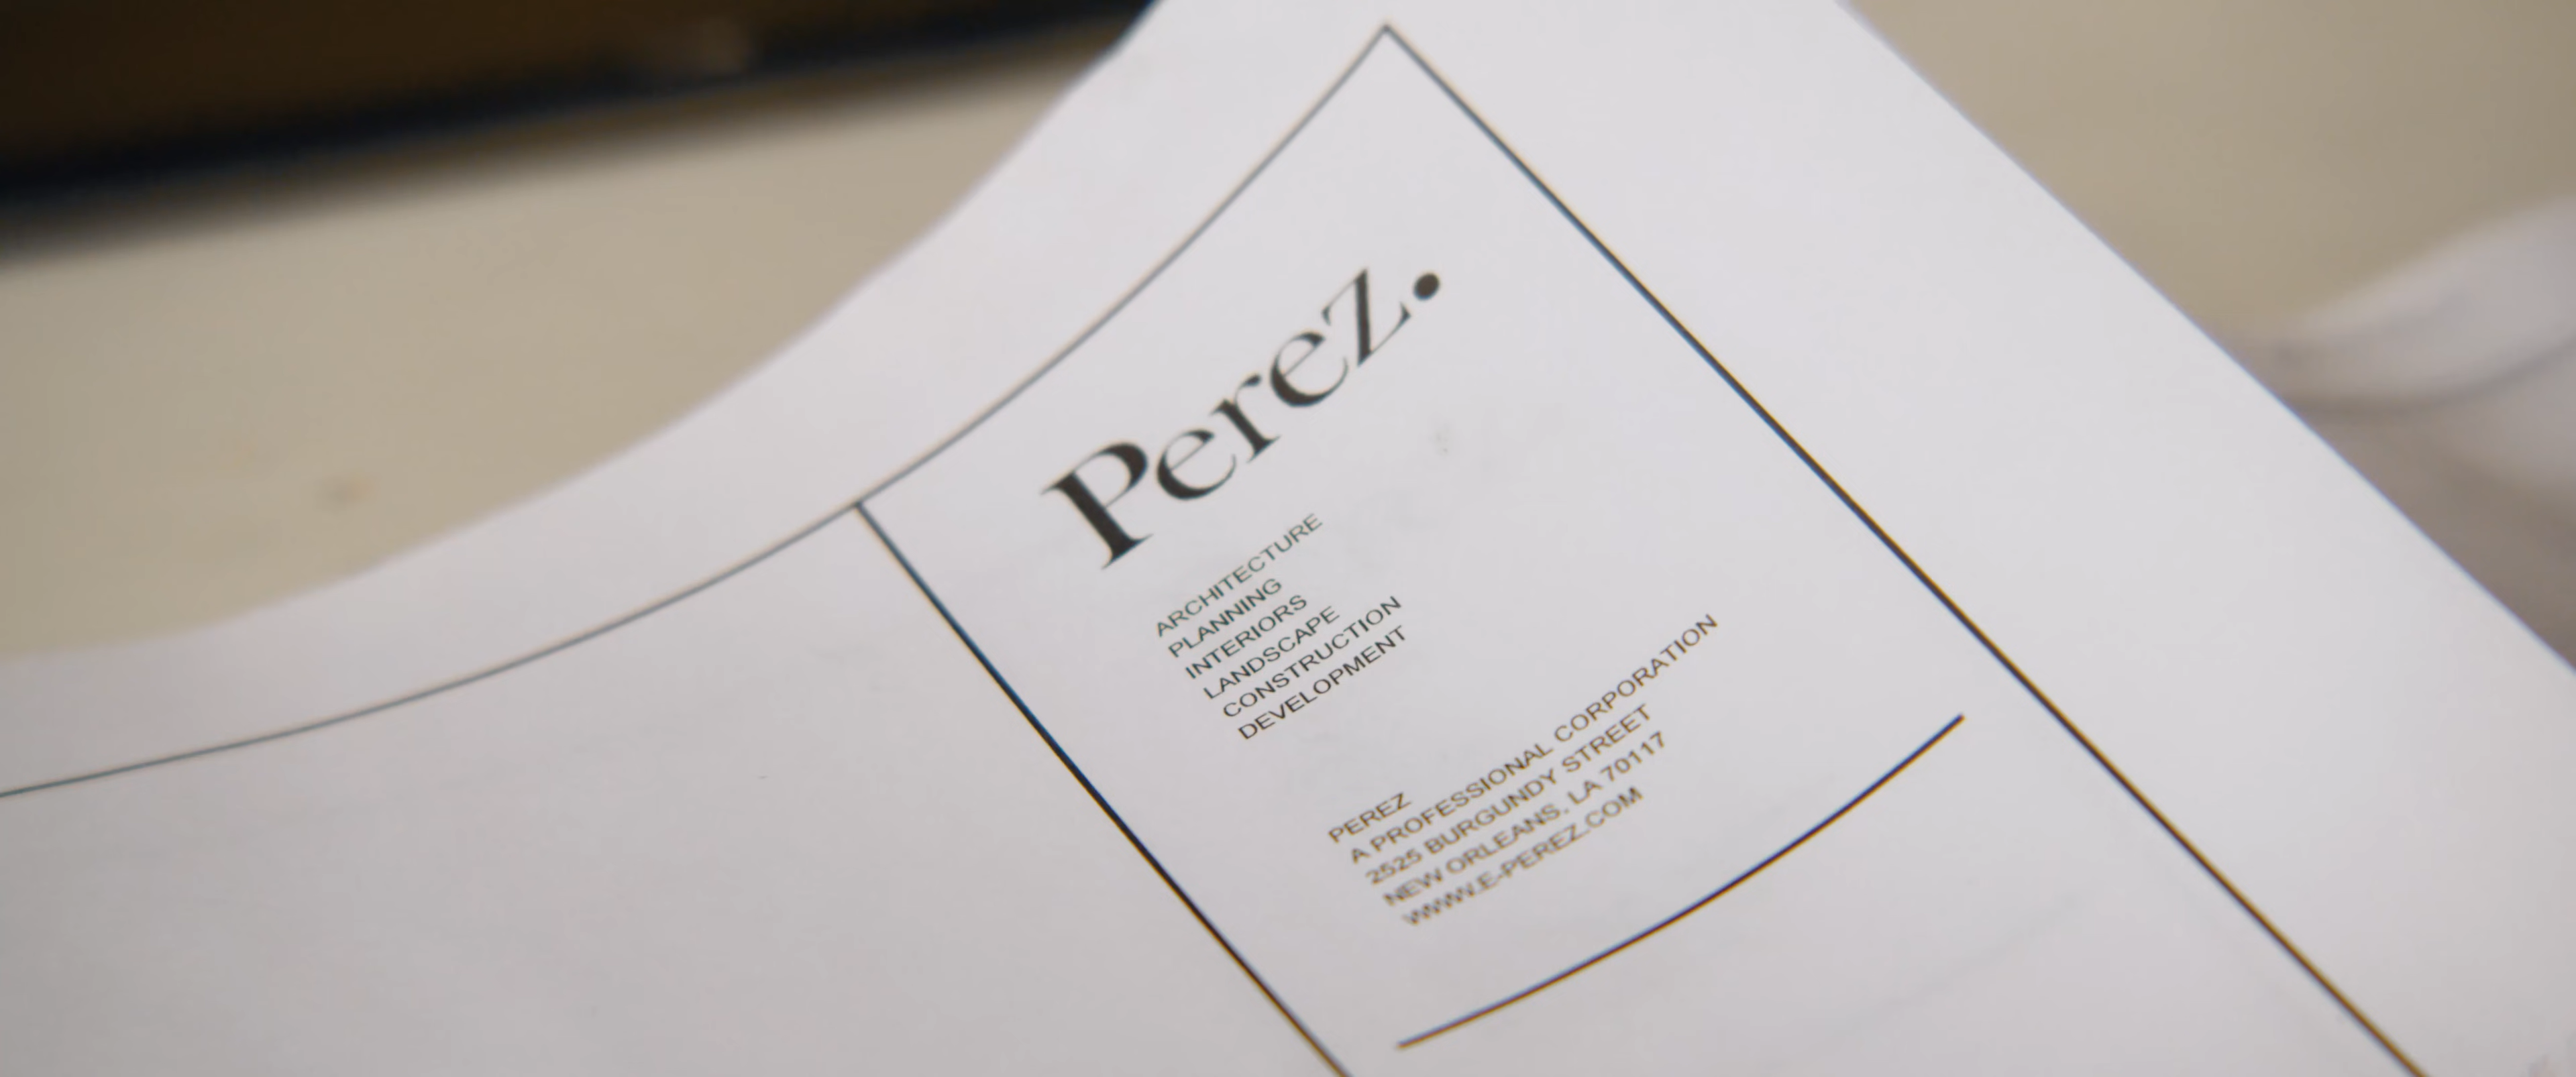 Perez.
ARCHITECTURE
PLANNING
INTERIORS
LANDSCAPE
CONSTRUCTION
DEVELOPMENT
PEREZ
A PROFESSIONAL CORPORATION
2525 BURGUNDY STREET
NEW ORLEANS, LA 70117
WWW.E-PEREZ.COM